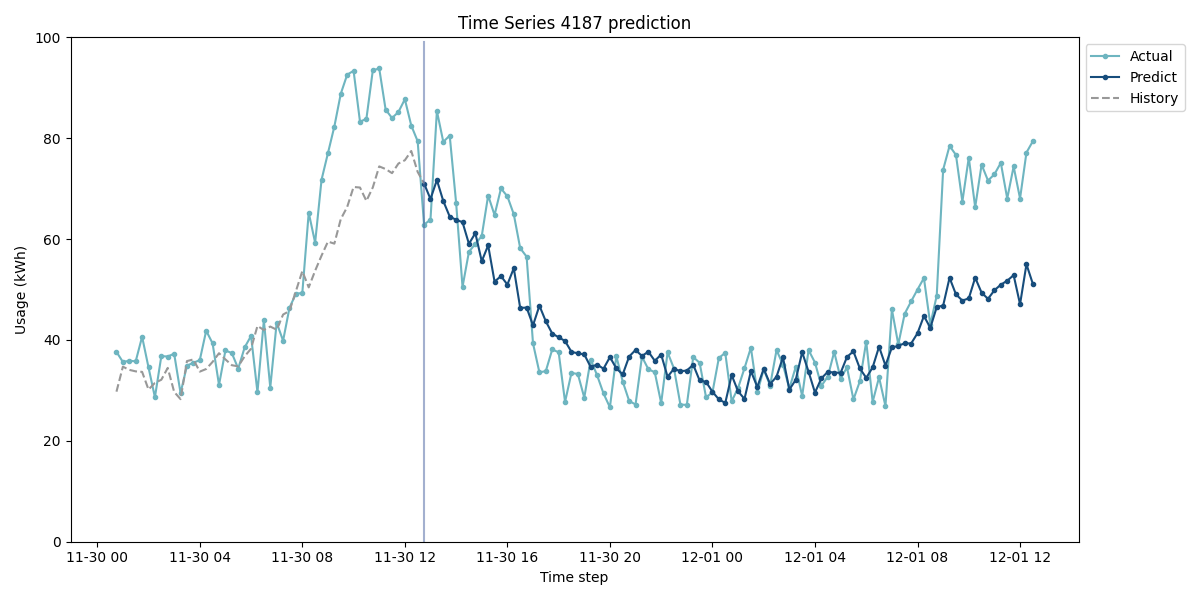 Time Series 4187 prediction
Usage (kWh)
100
80
60
40
20
0
11-30 00
11-30 04
11-30 08
11-30 12
11-30 16
11-30 20
12-01 00
12-01 04
12-01 08
12-01 12
Time step
Actual
Predict
History